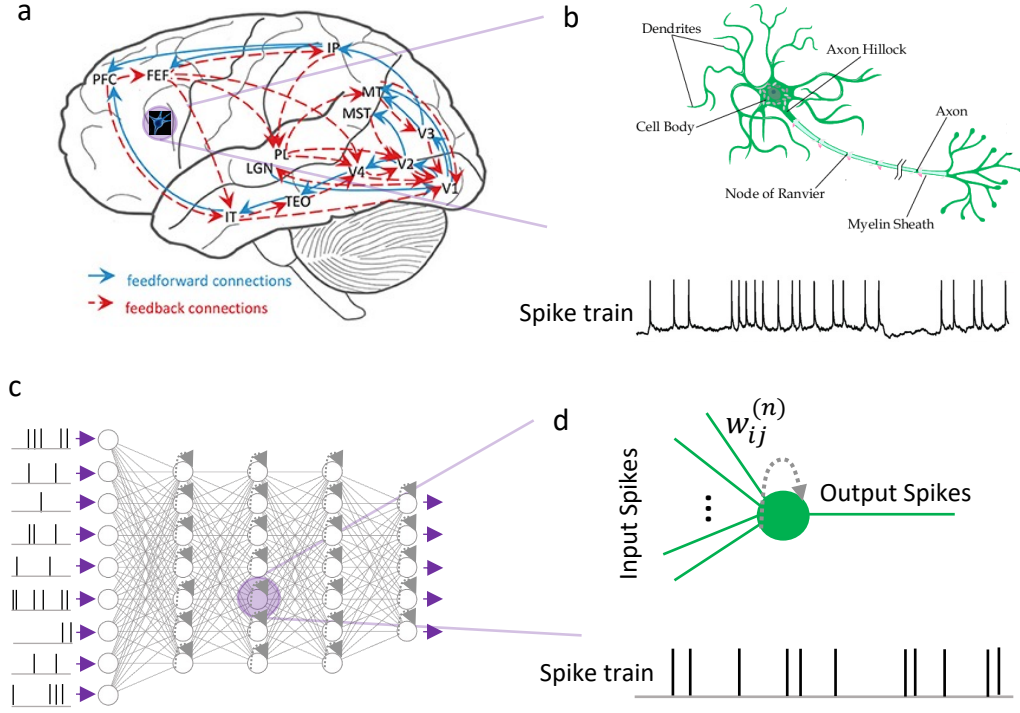 a
IP
PFC
FEF
MT
MST
V3
PL
V2
LGN
V4
V1
TEO
IT
feedforward connections
feedback connections
b
Dendrites
Axon Hillock
Cell Body
Axon
Node of Ranvier
Myelin Sheath
Spike train
c
d
w_{ij}^{(n)}
Input Spikes
Output Spikes
Spike train